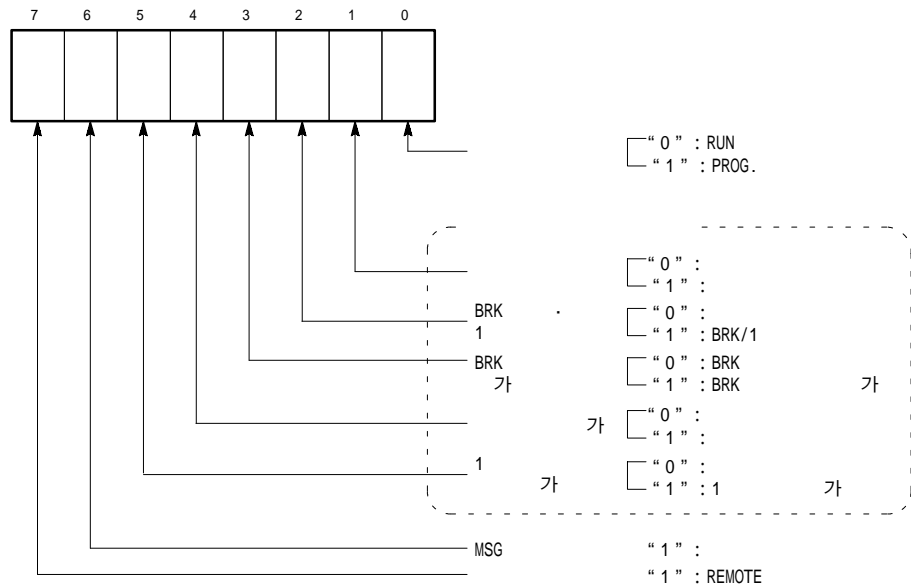 7 6 5 4 3 2 1 0
“0” : RUN
“1” : PROG.
“0” :
“1” :
BRK · “0” :
1 “1” : BRK/1
BRK “0” : BRK
가 “1” : BRK 가
가 “0” :
“1” :
1 “0” :
가 “1” : 1 가
MSG “1” :
“1” : REMOTE